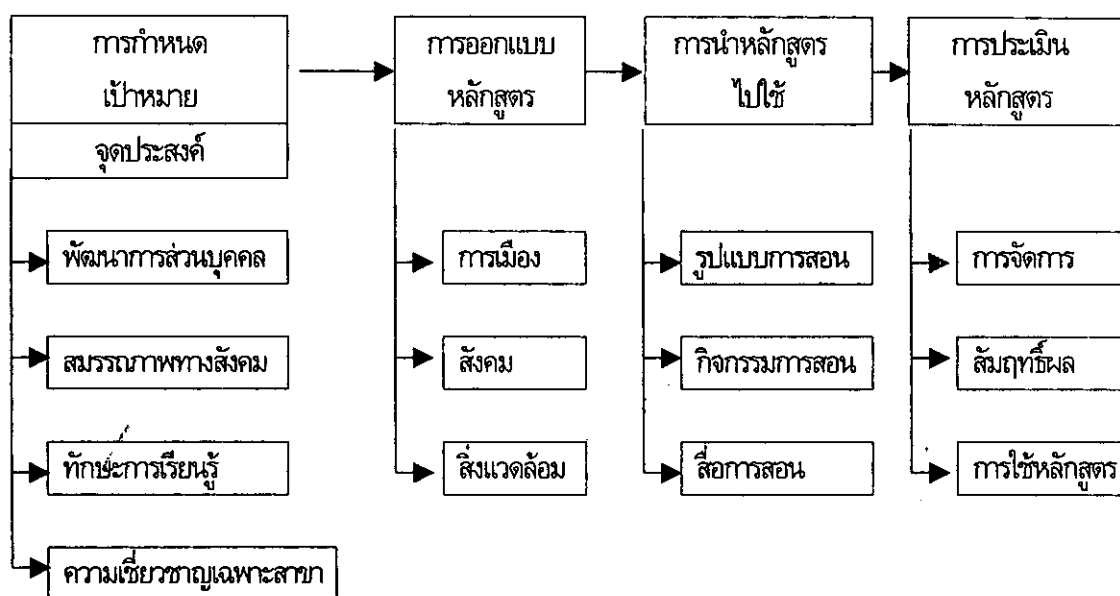 การกำหนด
เป้าหมาย
จุดประสงค์
พัฒนาการส่วนบุคคล
สมรรถภาพทางสังคม
ทักษะการเรียนรู้
ความเชี่ยวชาญเฉพาะสาขา
การออกแบบ
หลักสูตร
การเมือง
สังคม
สิ่งแวดล้อม
การนำหลักสูตร
ไปใช้
รูปแบบการสอน
กิจกรรมการสอน
สื่อการสอน
การประเมิน
หลักสูตร
การจัดการ
สัมฤทธิ์ผล
การใช้หลักสูตร